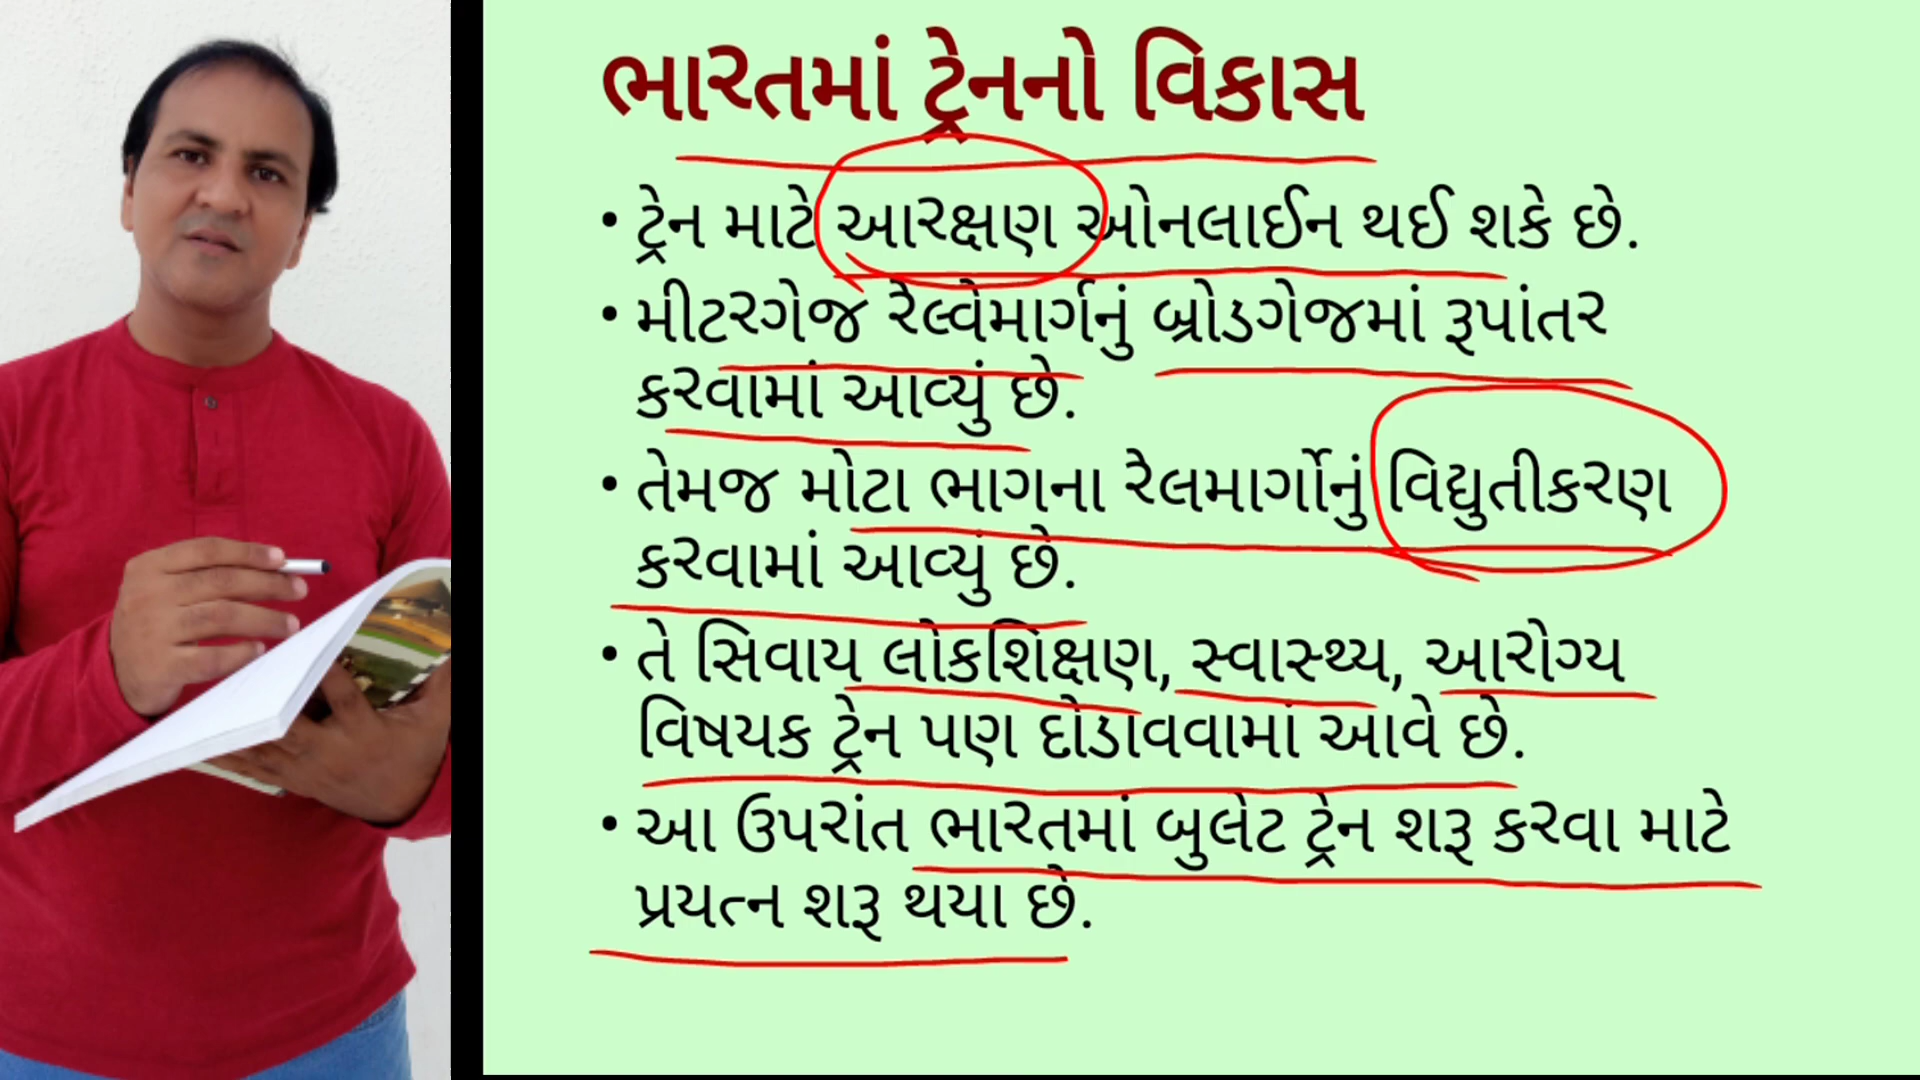 ભારતમાં ટ્રેનનો વિકાસ
• ટ્રેન માટે આરક્ષણ ઓનલાઈન થઈ શકે છે.
• મીટરગેજ રેલ્વેમાર્ગનું બ્રોડગેજમાં રૂપાંતર
કરવામાં આવ્યું છે.
• તેમજ મોટા ભાગના રેલમાર્ગોનું વિદ્યુતીકરણ
કરવામાં આવ્યું છે.
• તે સિવાય લોકશિક્ષણ, સ્વાસ્થ્ય, આરોગ્ય
વિષયક ટ્રેન પણ દોડાવવામાં આવે છે.
• આ ઉપરાંત ભારતમાં બુલેટ ટ્રેન શરૂ કરવા માટે
પ્રયત્ન શરૂ થયા છે.